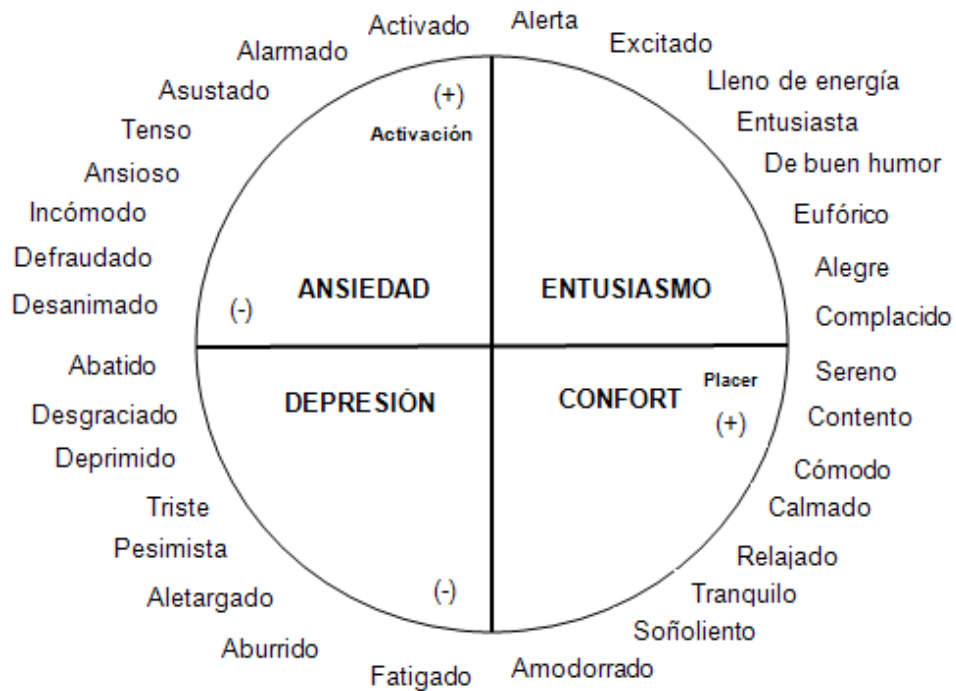 Activado
Alerta
Alarmado
Excitado
Asustado
Lleno de energía
(+)
Tenso
Activación
Entusiasta
Ansioso
De buen humor
Incómodo
Eufórico
Defraudado
Alegre
Desanimado
(-)
ANSIEDAD
ENTUSIASMO
Complacido
Abatido
Placer
Sereno
Desgraciado
DEPRESIÓN
CONFORT
(+)
Contento
Deprimido
Cómodo
Triste
Calmado
Pesimista
Relajado
Aletargado
(-)
Tranquilo
Aburrido
Soñoliento
Fatigado
Amodorrado